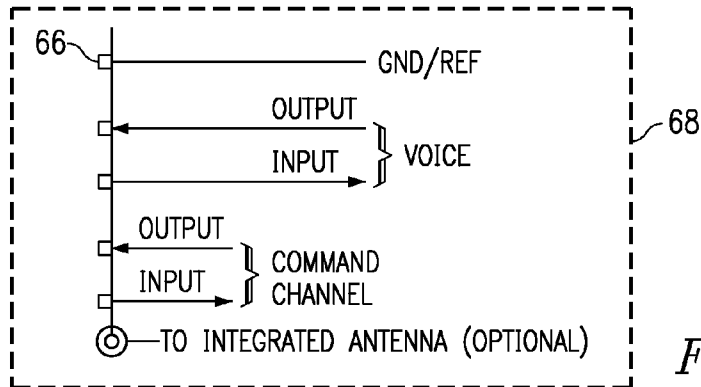 66
GND/REF
OUTPUT
68
VOICE
INPUT
OUTPUT
COMMAND
INPUT
CHANNEL
TO INTEGRATED ANTENNA (OPTIONAL)
F